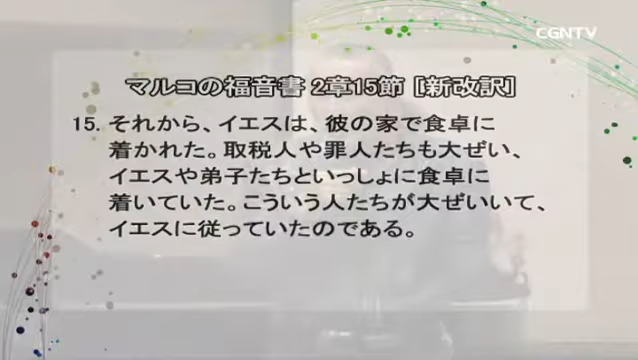 CGNTV
マルコの福音書 2章15節 [新改訳]
15. それから、イエスは、彼の家で食卓に
着かれた。取税人や罪人たちも大ぜい、
イエスや弟子たちといっしょに食卓に
着いていた。こういう人たちが大ぜいいて、
イエスに従っていたのである。